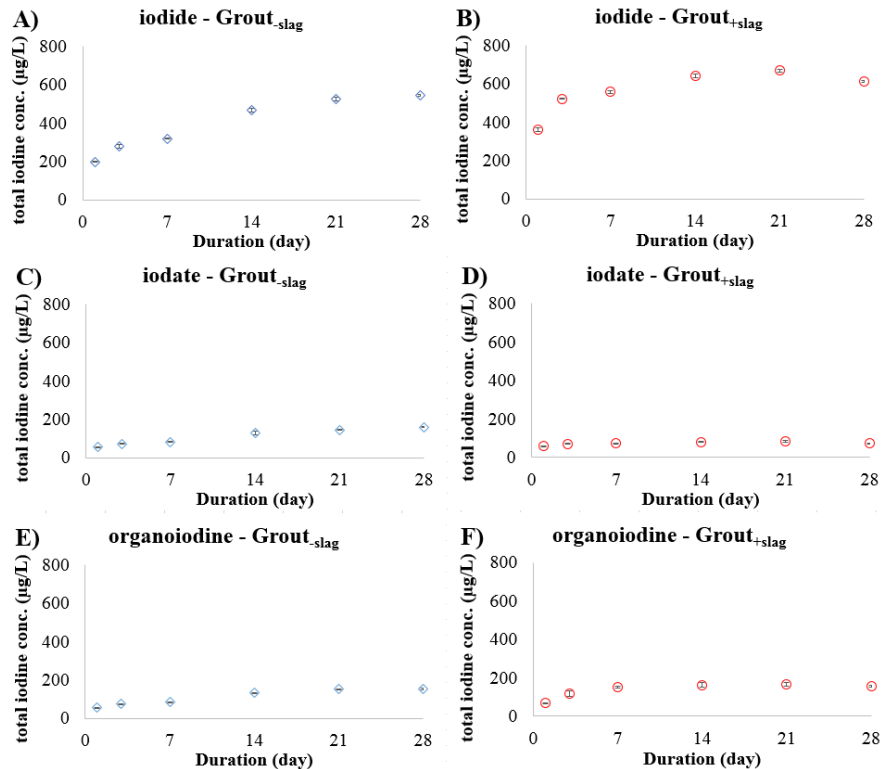 A)
iodide - Grout-slag
total iodine conc. (µg/L)
800
600
400
200
0
0 7 14 21 28
Duration (day)
B)
iodide - Grout+slag
total iodine conc. (µg/L)
800
600
400
200
0
0 7 14 21 28
Duration (day)
C)
iodate - Grout-slag
total iodine conc. (µg/L)
800
600
400
200
0
0 7 14 21 28
Duration (day)
D)
iodate - Grout+slag
total iodine conc. (µg/L)
800
600
400
200
0
0 7 14 21 28
Duration (day)
E)
organoiodine - Grout-slag
total iodine conc. (µg/L)
800
600
400
200
0
0 7 14 21 28
Duration (day)
F)
organoiodine - Grout+slag
total iodine conc. (µg/L)
800
600
400
200
0
0 7 14 21 28
Duration (day)